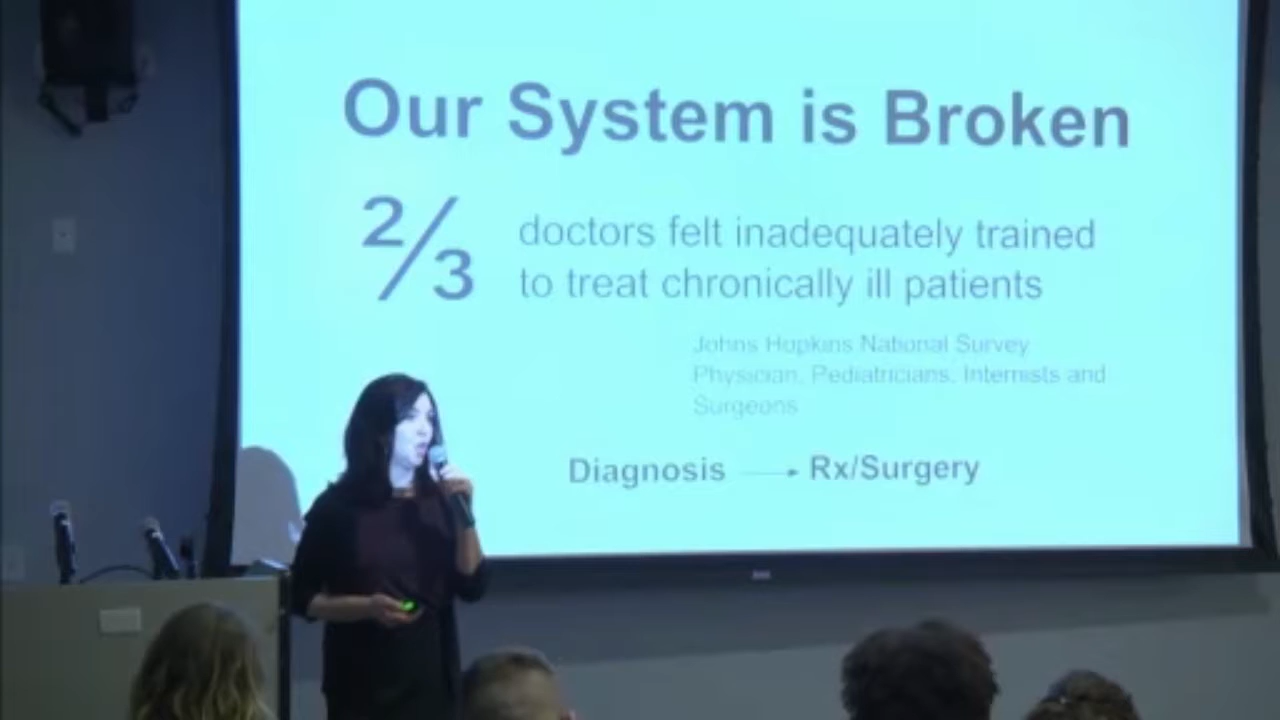 Our System is Broken
2/3
doctors felt inadequately trained
to treat chronically ill patients
Johns Hopkins National Survey
Physician, Pediatricians, Internists and
Surgeons
Diagnosis → Rx/Surgery